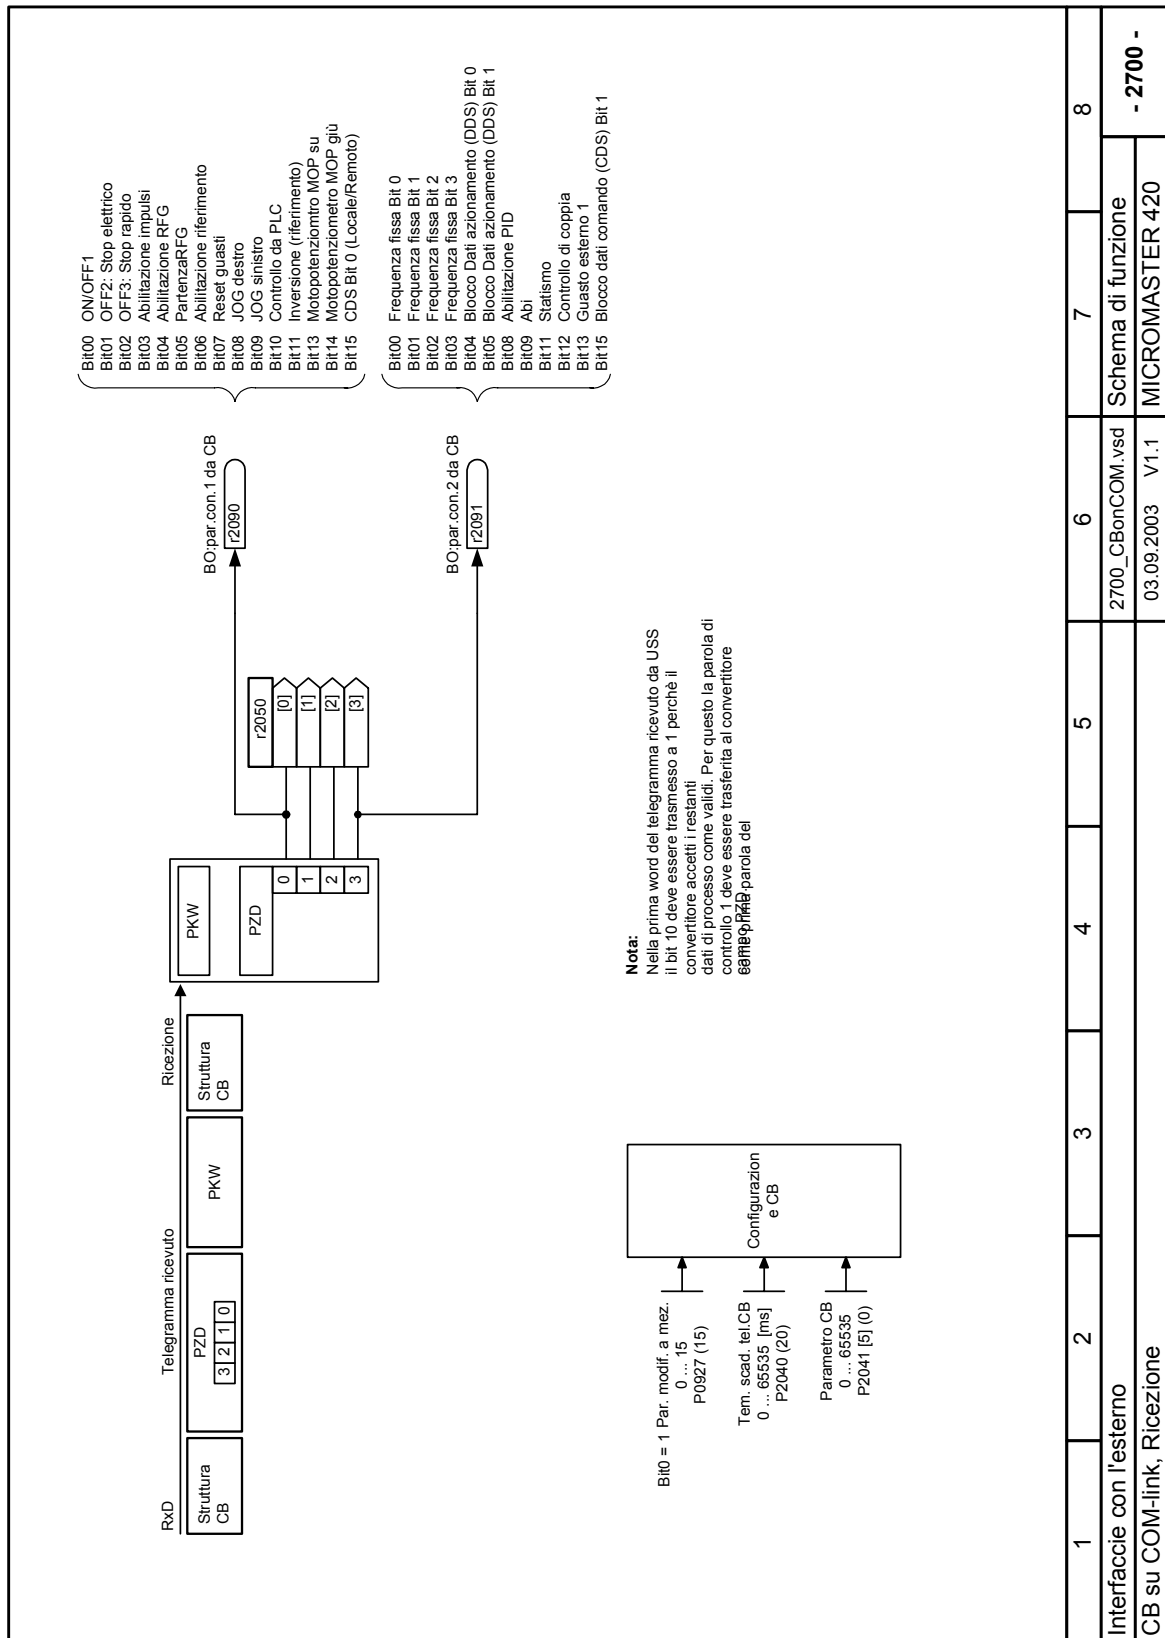 RxD
Telegramma ricevuto
Ricezione
Struttura
CB
PZD
3 2 1 0
PKW
Struttura
CB
PKW
PZD
0
1
2
3
r2050
[0]
[1]
[2]
[3]
BO:par.con.1 da CB
r2090
BO:par.con.2 da CB
r2091
Bit00 ON/OFF1
Bit01 OFF2: Stop elettrico
Bit02 OFF3: Stop rapido
Bit03 Abilitazione impulsi
Bit04 Abilitazione RFG
Bit05 PartenzaRFG
Bit06 Abilitazione riferimento
Bit07 Reset guasti
Bit08 JOG destro
Bit09 JOG sinistro
Bit10 Controllo da PLC
Bit11 Inversione (riferimento)
Bit13 Motopotenziomtro MOP su
Bit14 Motopotenziometro MOP giù
Bit15 CDS Bit 0 (Locale/Remoto)
Bit00 Frequenza fissa Bit 0
Bit01 Frequenza fissa Bit 1
Bit02 Frequenza fissa Bit 2
Bit03 Frequenza fissa Bit 3
Bit04 Blocco Dati azionamento (DDS) Bit 0
Bit05 Blocco Dati azionamento (DDS) Bit 1
Bit08 Abilitazione PID
Bit09 Abi
Bit11 Statismo
Bit12 Controllo di coppia
Bit13 Guasto esterno 1
Bit15 Blocco dati comando (CDS) Bit 1
Bit0 = 1 Par. modif. a mez.
0 ... 15
P0927 (15)
Tem. scad. tel.CB
0 ... 65535 [ms]
P2040 (20)
Parametro CB
0 ... 65535
P2041 [5] (0)
Configurazion
e CB
Nota:
Nella prima word del telegramma ricevuto da USS
il bit 10 deve essere trasmesso a 1 perchè il
convertitore accetti i restanti
dati di processo come validi. Per questo la parola di
controllo 1 deve essere trasferita al convertitore
come prima parola del
campo PZD.
1 2 3 4 5 6 7 8
Interfaccie con l'esterno
2700_CBonCOM.vsd
Schema di funzione
- 2700 -
CB su COM-link, Ricezione
03.09.2003 V1.1
MICROMASTER 420